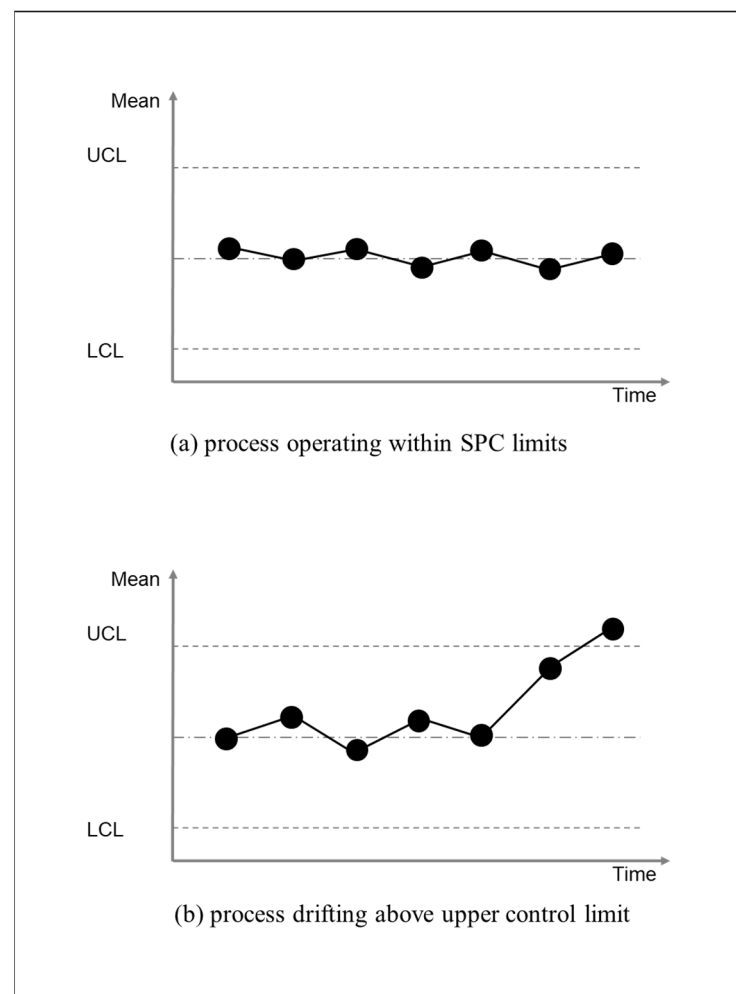 Mean
UCL
LCL
Time
(a) process operating within SPC limits
Mean
UCL
LCL
Time
(b) process drifting above upper control limit